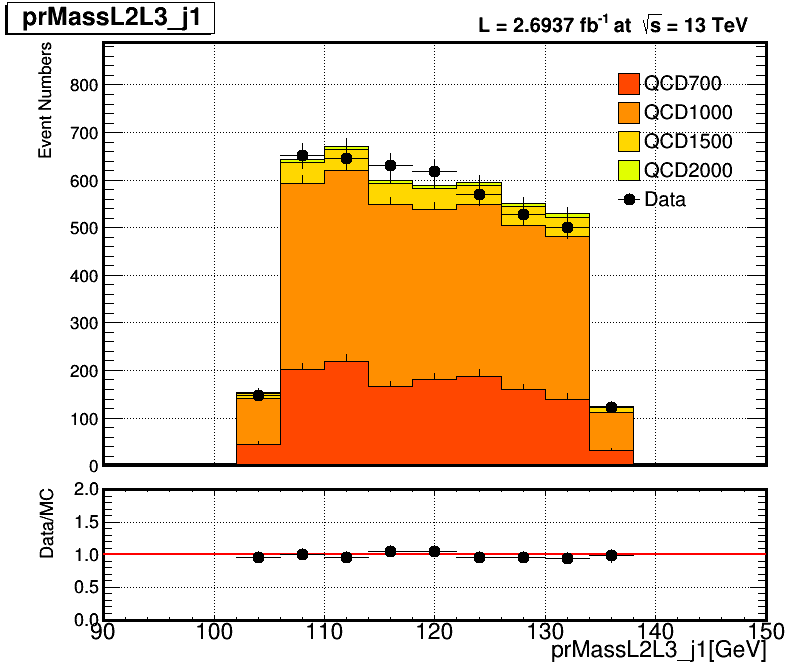 prMassL2L3_j1
L = 2.6937 fb-1 at √s = 13 TeV
Event Numbers
800
700
600
500
400
300
200
100
0
QCD700
QCD1000
QCD1500
QCD2000
Data
Data/MC
2.0
1.5
1.0
0.5
0.0
90 100 110 120 130 140 150
prMassL2L3_j1[GeV]